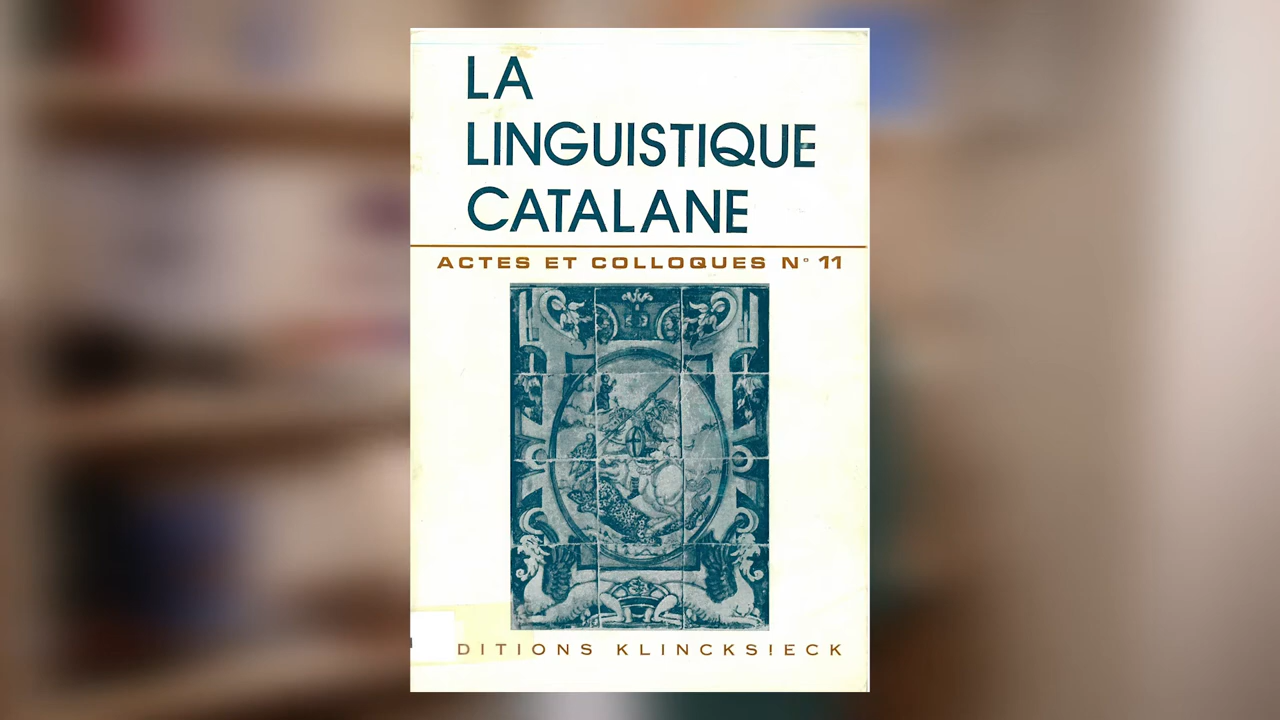 LA
LINGUISTIQUE
CATALANE
ACTES ET COLLOQUES N° 11
DITIONS KLINCKSIECK